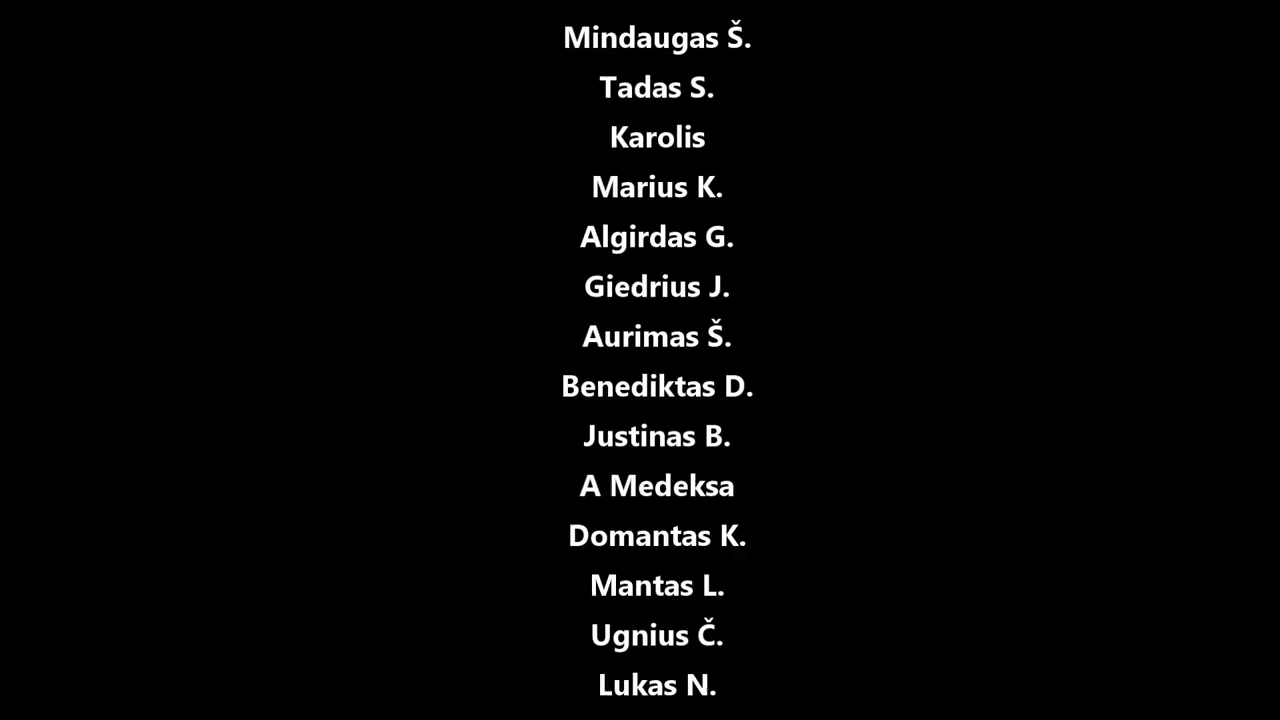 Mindaugas Š.
Tadas S.
Karolis
Marius K.
Algirdas G.
Giedrius J.
Aurimas Š.
Benediktas D.
Justinas B.
A Medeksa
Domantas K.
Mantas L.
Ugnius Č.
Lukas N.